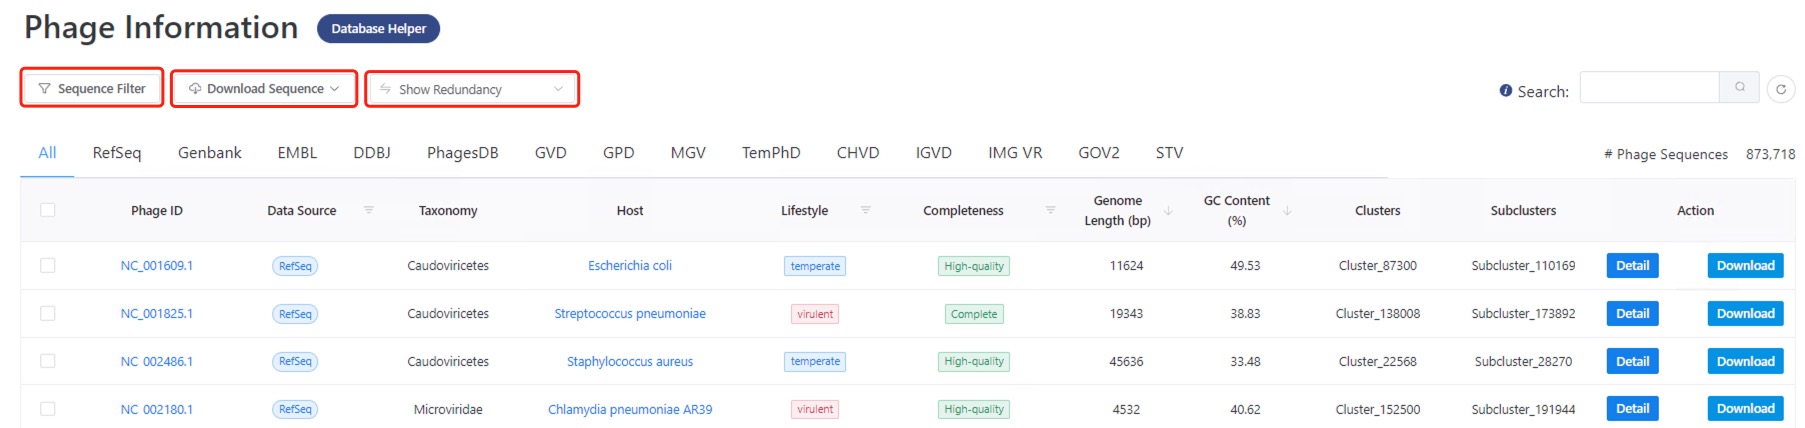 Phage Information Database Helper
Sequence Filter Download Sequence Show Redundancy Search:
All RefSeq Genbank EMBL DDBJ PhagesDB GVD GPD MGV TemPhD CHVD IGVD IMG VR GOV2 STV # Phage Sequences 873,718
Phage ID Data Source Taxonomy Host Lifestyle Completeness Genome Length (bp) GC Content (%) Clusters Subclusters Action
NC_001609.1 RefSeq Caudoviricetes Escherichia coli temperate High-quality 11624 49.53 Cluster_87300 Subcluster_110169 Detail Download
NC_001825.1 RefSeq Caudoviricetes Streptococcus pneumoniae virulent Complete 19343 38.83 Cluster_138008 Subcluster_173892 Detail Download
NC_002486.1 RefSeq Caudoviricetes Staphylococcus aureus temperate High-quality 45636 33.48 Cluster_22568 Subcluster_28270 Detail Download
NC_002180.1 RefSeq Microviridae Chlamydia pneumoniae AR39 virulent High-quality 4532 40.62 Cluster_152500 Subcluster_191944 Detail Download